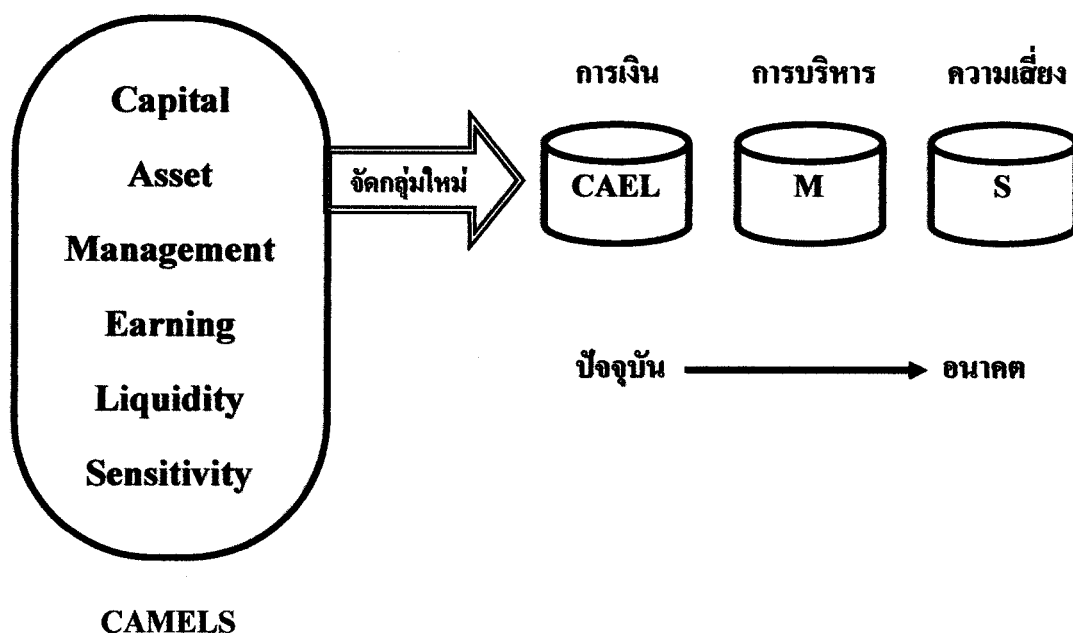 Capital
Asset
Management
Earning
Liquidity
Sensitivity
CAMELS
จัดกลุ่มใหม่
การเงิน การบริหาร ความเสี่ยง
CAEL M S
ปัจจุบัน อนาคต